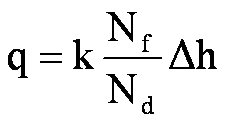 q = k N_f / N_d Δh